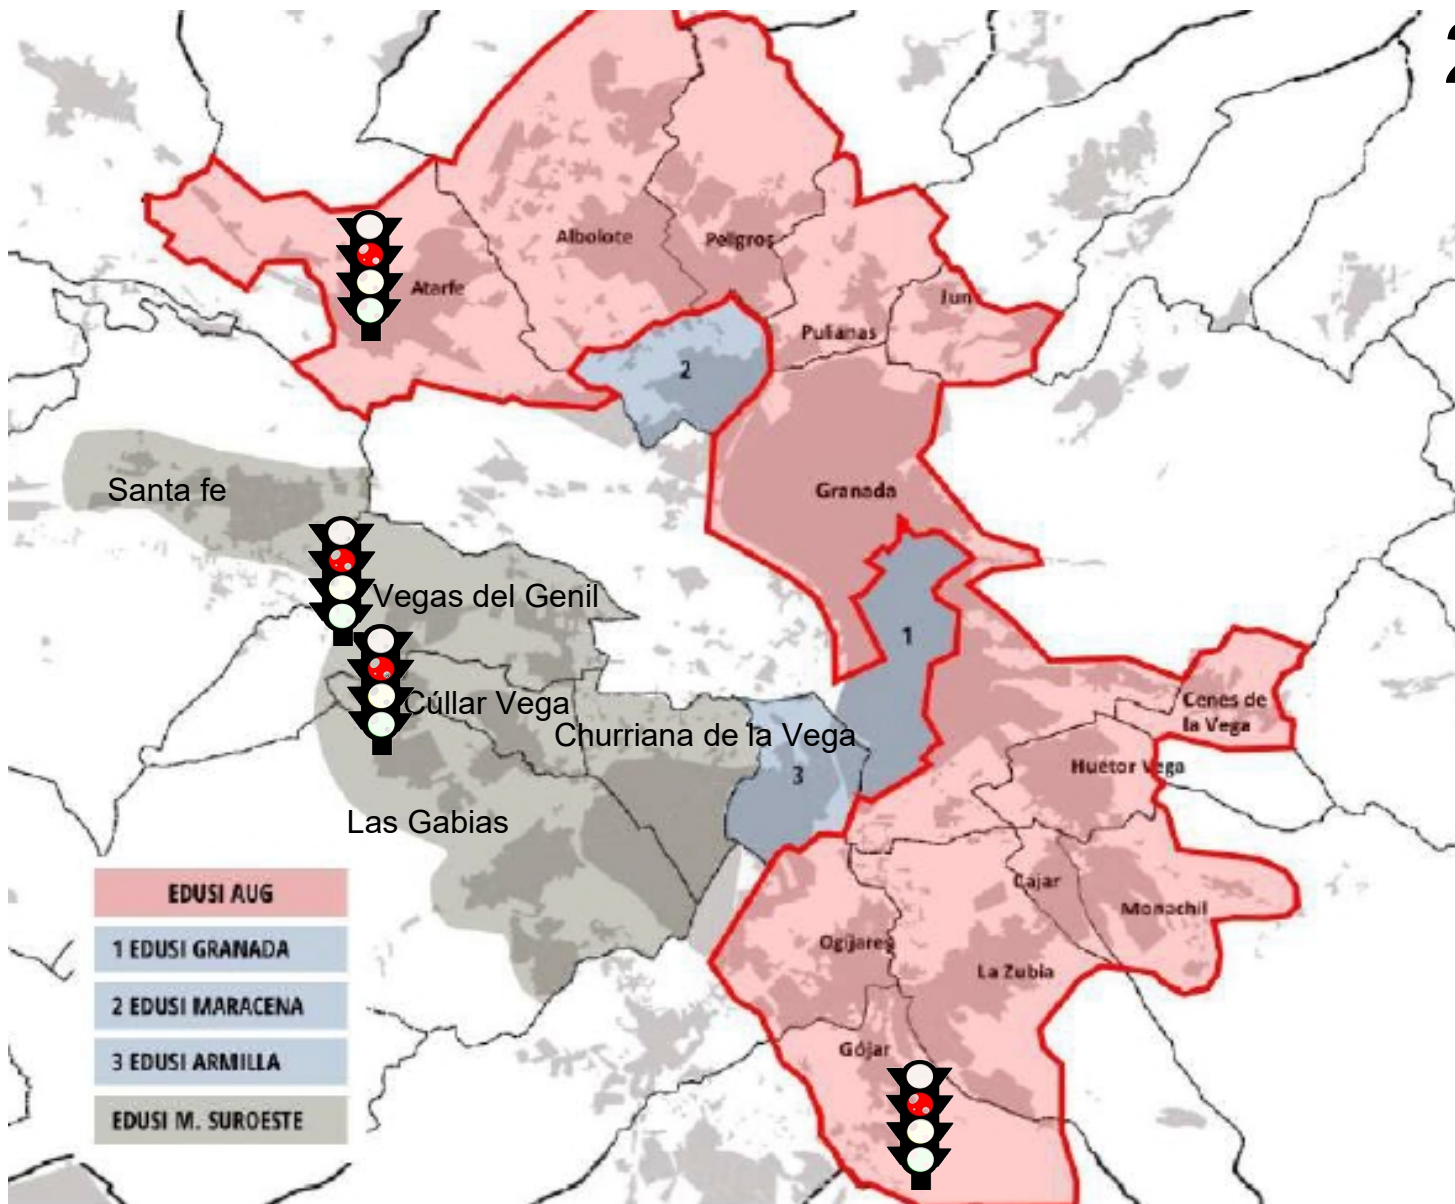 Albolote
Peligros
Atarfe
Jun
Pulianas
2
Santa fe
Granada
Vegas del Genil
1
Cúllar Vega
Cenes de
la Vega
Churriana de la Vega
Huetor Vega
3
Las Gabias
Cajar
Monachil
Ogíjares
La Zubia
Gójar
EDUSI AUG
1 EDUSI GRANADA
2 EDUSI MARACENA
3 EDUSI ARMILLA
EDUSI M. SUROESTE